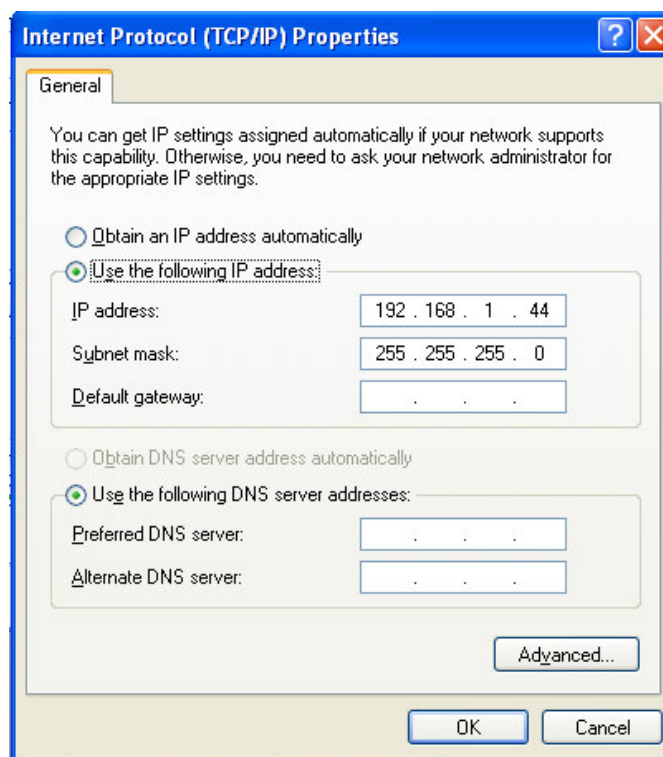 Internet Protocol (TCP/IP) Properties
General
You can get IP settings assigned automatically if your network supports
this capability. Otherwise, you need to ask your network administrator for
the appropriate IP settings.
Obtain an IP address automatically
Use the following IP address:
IP address: 192 . 168 . 1 . 44
Subnet mask: 255 . 255 . 255 . 0
Default gateway: . . .
Obtain DNS server address automatically
Use the following DNS server addresses:
Preferred DNS server: . . .
Alternate DNS server: . . .
Advanced...
OK Cancel